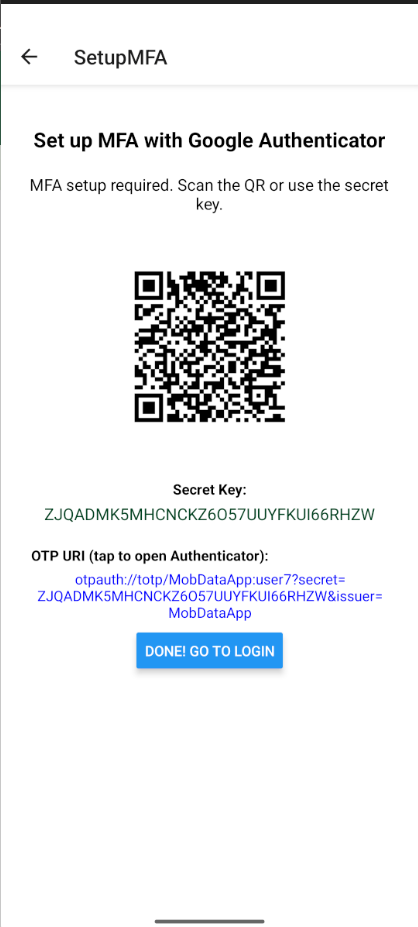 SetupMFA
Set up MFA with Google Authenticator
MFA setup required. Scan the QR or use the secret
key.
Secret Key:
ZJQADMK5MHCNCKZ6O57UUYFKUI66RHZW
OTP URI (tap to open Authenticator):
otpauth://totp/MobDataApp:user7?secret=
ZJQADMK5MHCNCKZ6O57UUYFKUI66RHZW&issuer=
MobDataApp
DONE! GO TO LOGIN